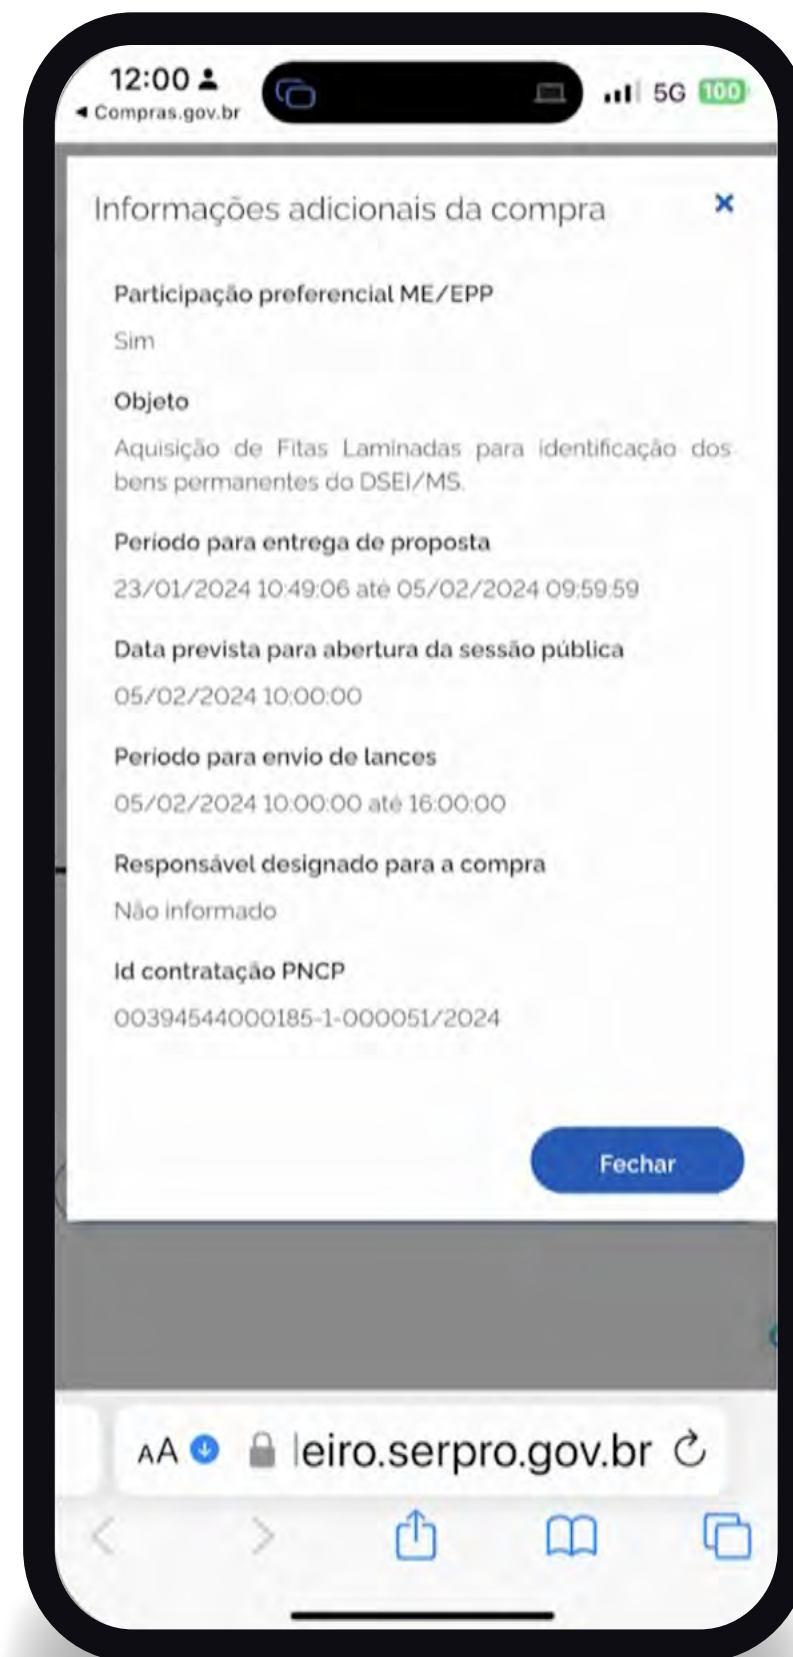 12:00
◀ Compras.gov.br
5G 100
Informações adicionais da compra
Participação preferencial ME/EPP
Sim
Objeto
Aquisição de Fitas Laminadas para identificação dos
bens permanentes do DSEI/MS.
Período para entrega de proposta
23/01/2024 10:49:06 até 05/02/2024 09:59:59
Data prevista para abertura da sessão pública
05/02/2024 10:00:00
Período para envio de lances
05/02/2024 10:00:00 até 16:00:00
Responsável designado para a compra
Não informado
Id contratação PNCP
00394544000185-1-000051/2024
Fechar
AA leiro.serpro.gov.br